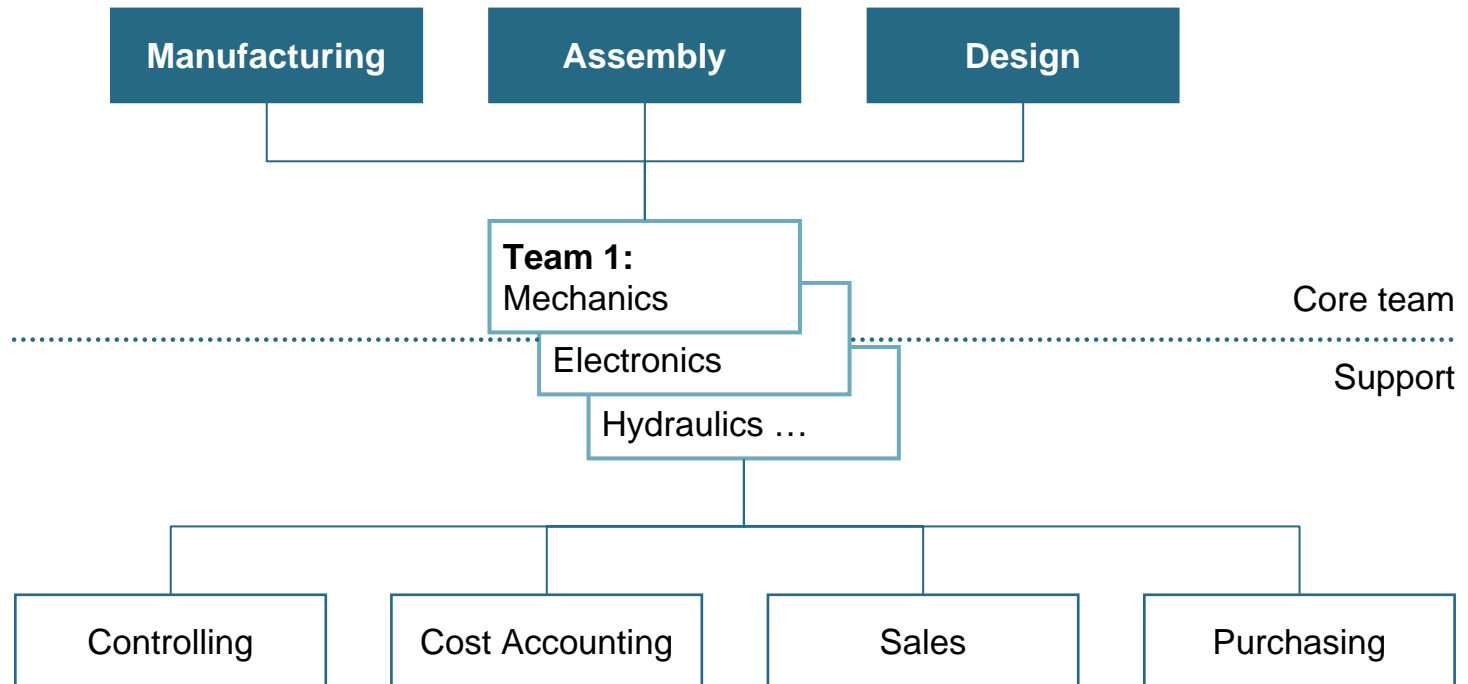 Manufacturing
Assembly
Design
Team 1:
Mechanics
Core team
Electronics
Support
Hydraulics …
Controlling
Cost Accounting
Sales
Purchasing